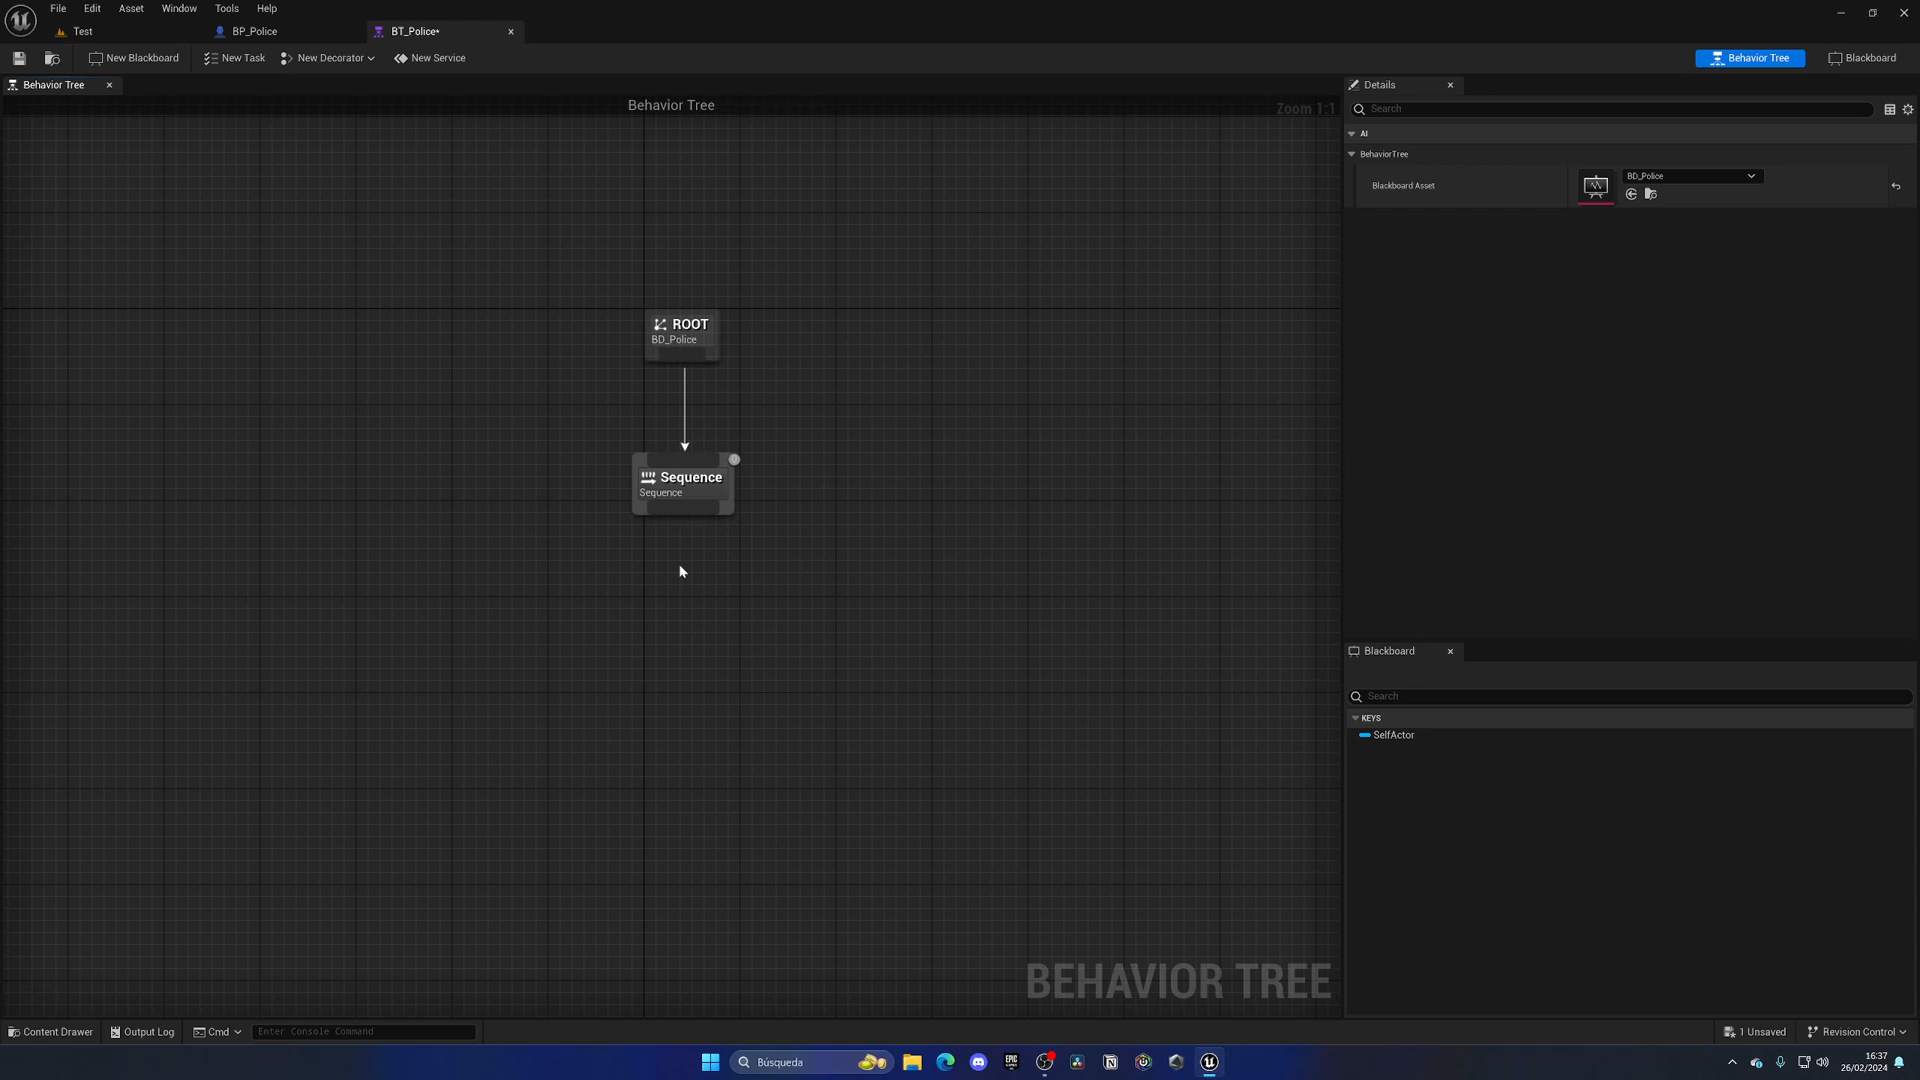 File Edit Asset Window Tools Help
Test BP_Police BT_Police*
New Blackboard New Task New Decorator New Service Behavior Tree Blackboard
Behavior Tree Details
Behavior Tree Zoom 1:1 Search
AI
BehaviorTree
BD_Police
Blackboard Asset
ROOT
BD_Police
Sequence
Sequence
Blackboard
Search
KEYS
SelfActor
BEHAVIOR TREE
Content Drawer Output Log Cmd Enter Console Command 1 Unsaved Revision Control
Búsqueda 16:37
26/02/2024